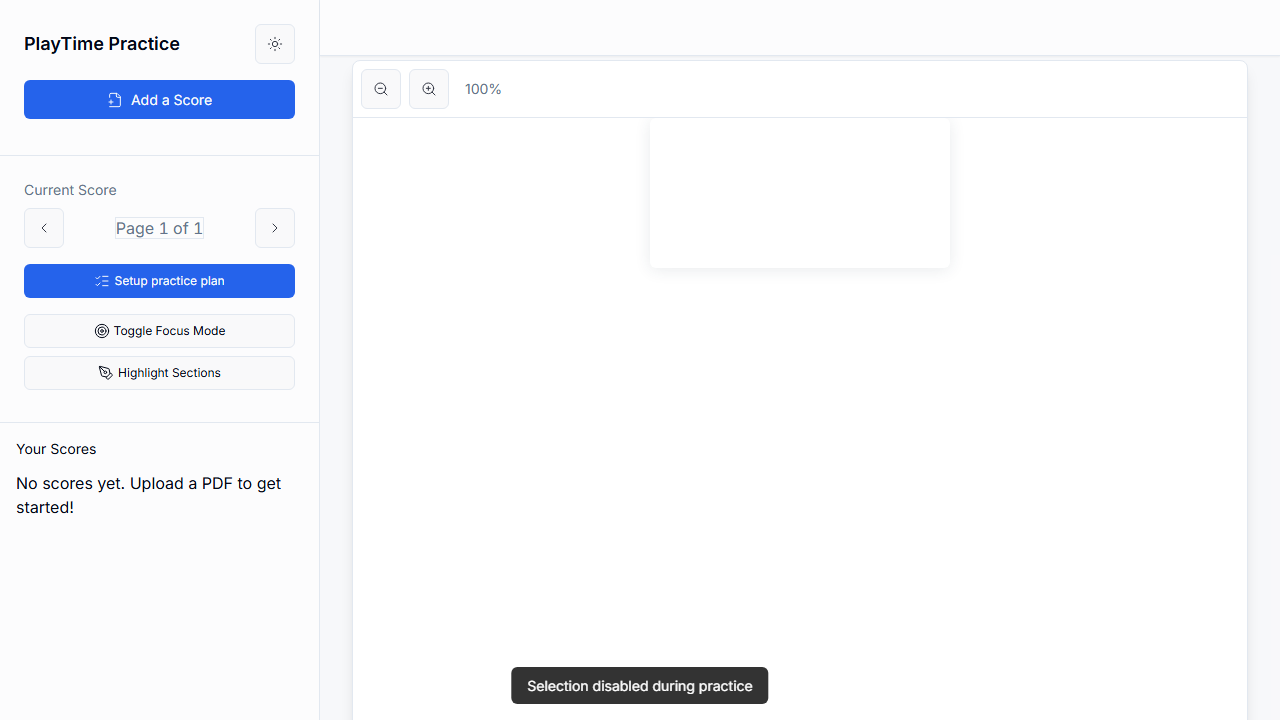 PlayTime Practice
Add a Score
Current Score
Page 1 of 1
Setup practice plan
Toggle Focus Mode
Highlight Sections
Your Scores
No scores yet. Upload a PDF to get
started!
100%
Selection disabled during practice